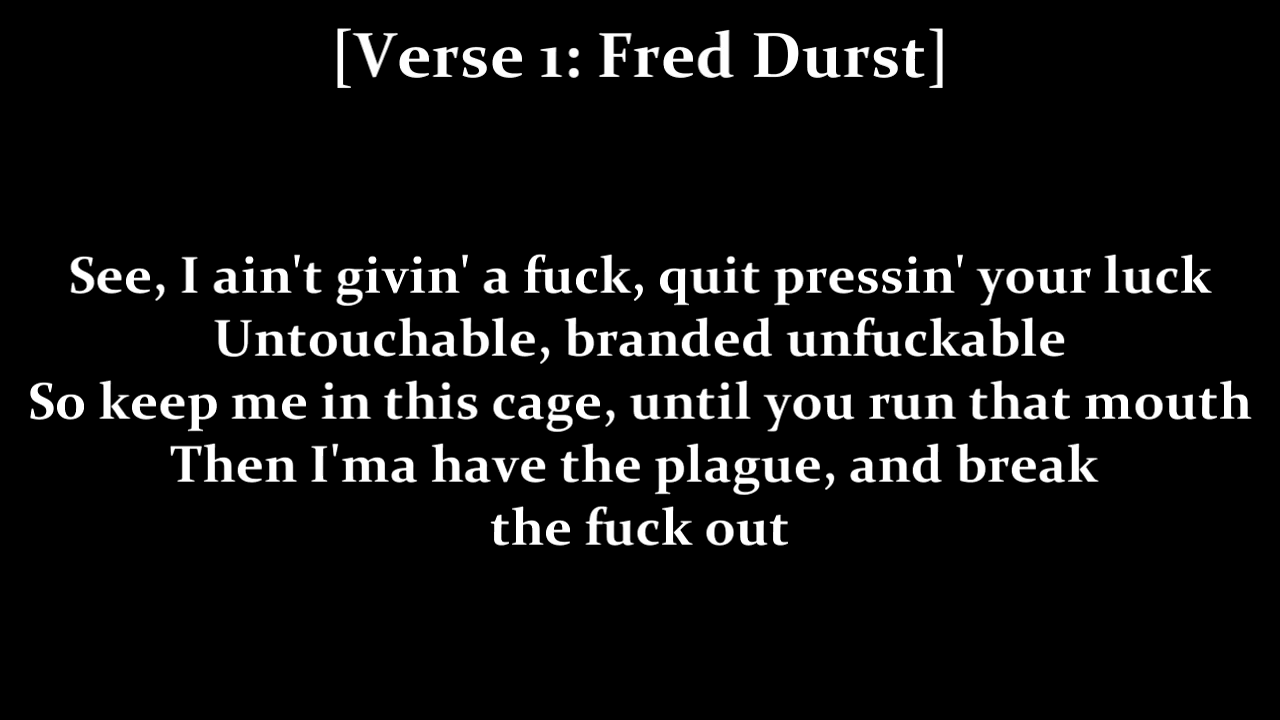 [Verse 1: Fred Durst]
See, I ain't givin' a fuck, quit pressin' your luck
Untouchable, branded unfuckable
So keep me in this cage, until you run that mouth
Then I'ma have the plague, and break
the fuck out